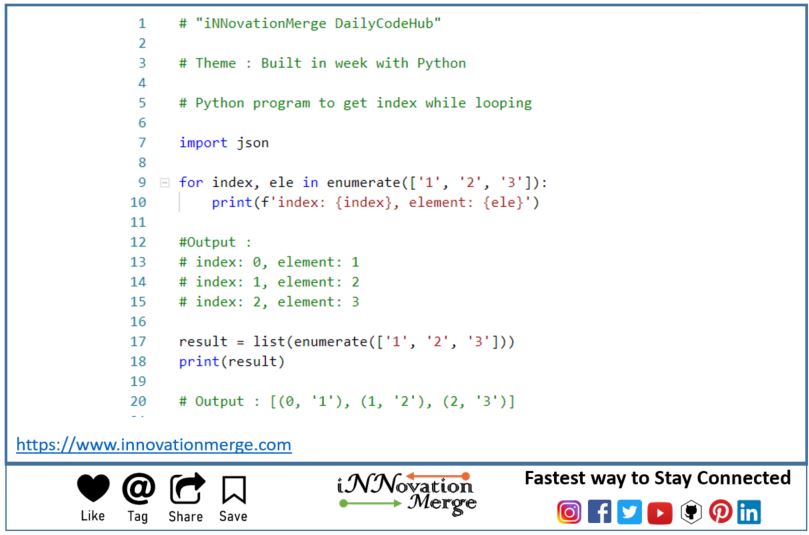 1 # "iNNovationMerge DailyCodeHub"
2
3 # Theme : Built in week with Python
4
5 # Python program to get index while looping
6
7 import json
8
9 for index, ele in enumerate(['1', '2', '3']):
10 print(f'index: {index}, element: {ele}')
11
12 #Output :
13 # index: 0, element: 1
14 # index: 1, element: 2
15 # index: 2, element: 3
16
17 result = list(enumerate(['1', '2', '3']))
18 print(result)
19
20 # Output : [(0, '1'), (1, '2'), (2, '3')]
https://www.innovationmerge.com
Like Tag Share Save
iNNovation
Merge
Fastest way to Stay Connected